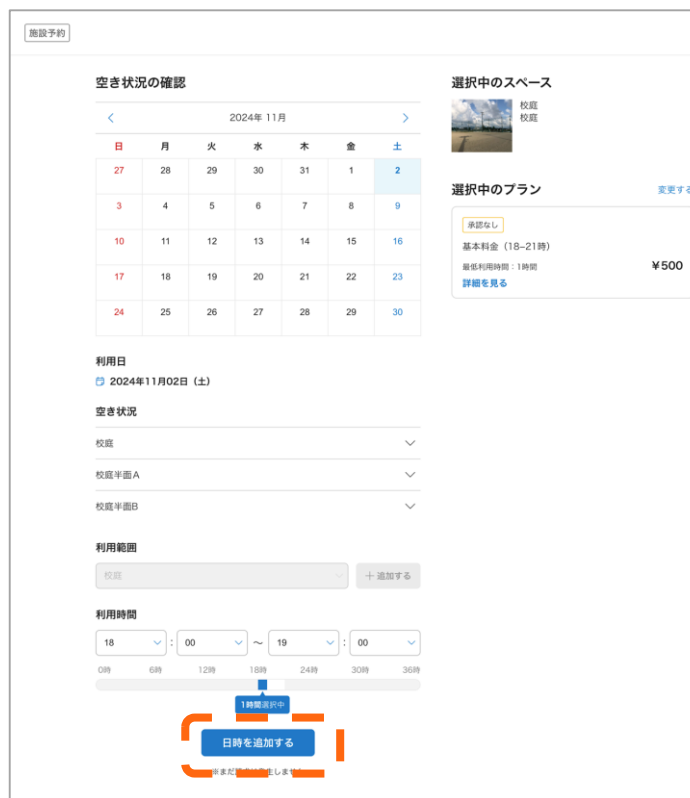 施設予約
空き状況の確認
2024年 11月
日 月 火 水 木 金 土
27 28 29 30 31 1 2
3 4 5 6 7 8 9
10 11 12 13 14 15 16
17 18 19 20 21 22 23
24 25 26 27 28 29 30
利用日
2024年11月02日（土）
空き状況
校庭
校庭半面A
校庭半面B
利用範囲
校庭
＋追加する
利用時間
18 : 00 〜 19 : 00
0時 6時 12時 18時 24時 30時 36時
1時間選択中
日時を追加する
※まだ
生しません
選択中のスペース
校庭
校庭
選択中のプラン
変更する
承認なし
基本料金（18–21時）
最低利用時間：1時間
¥500
詳細を見る